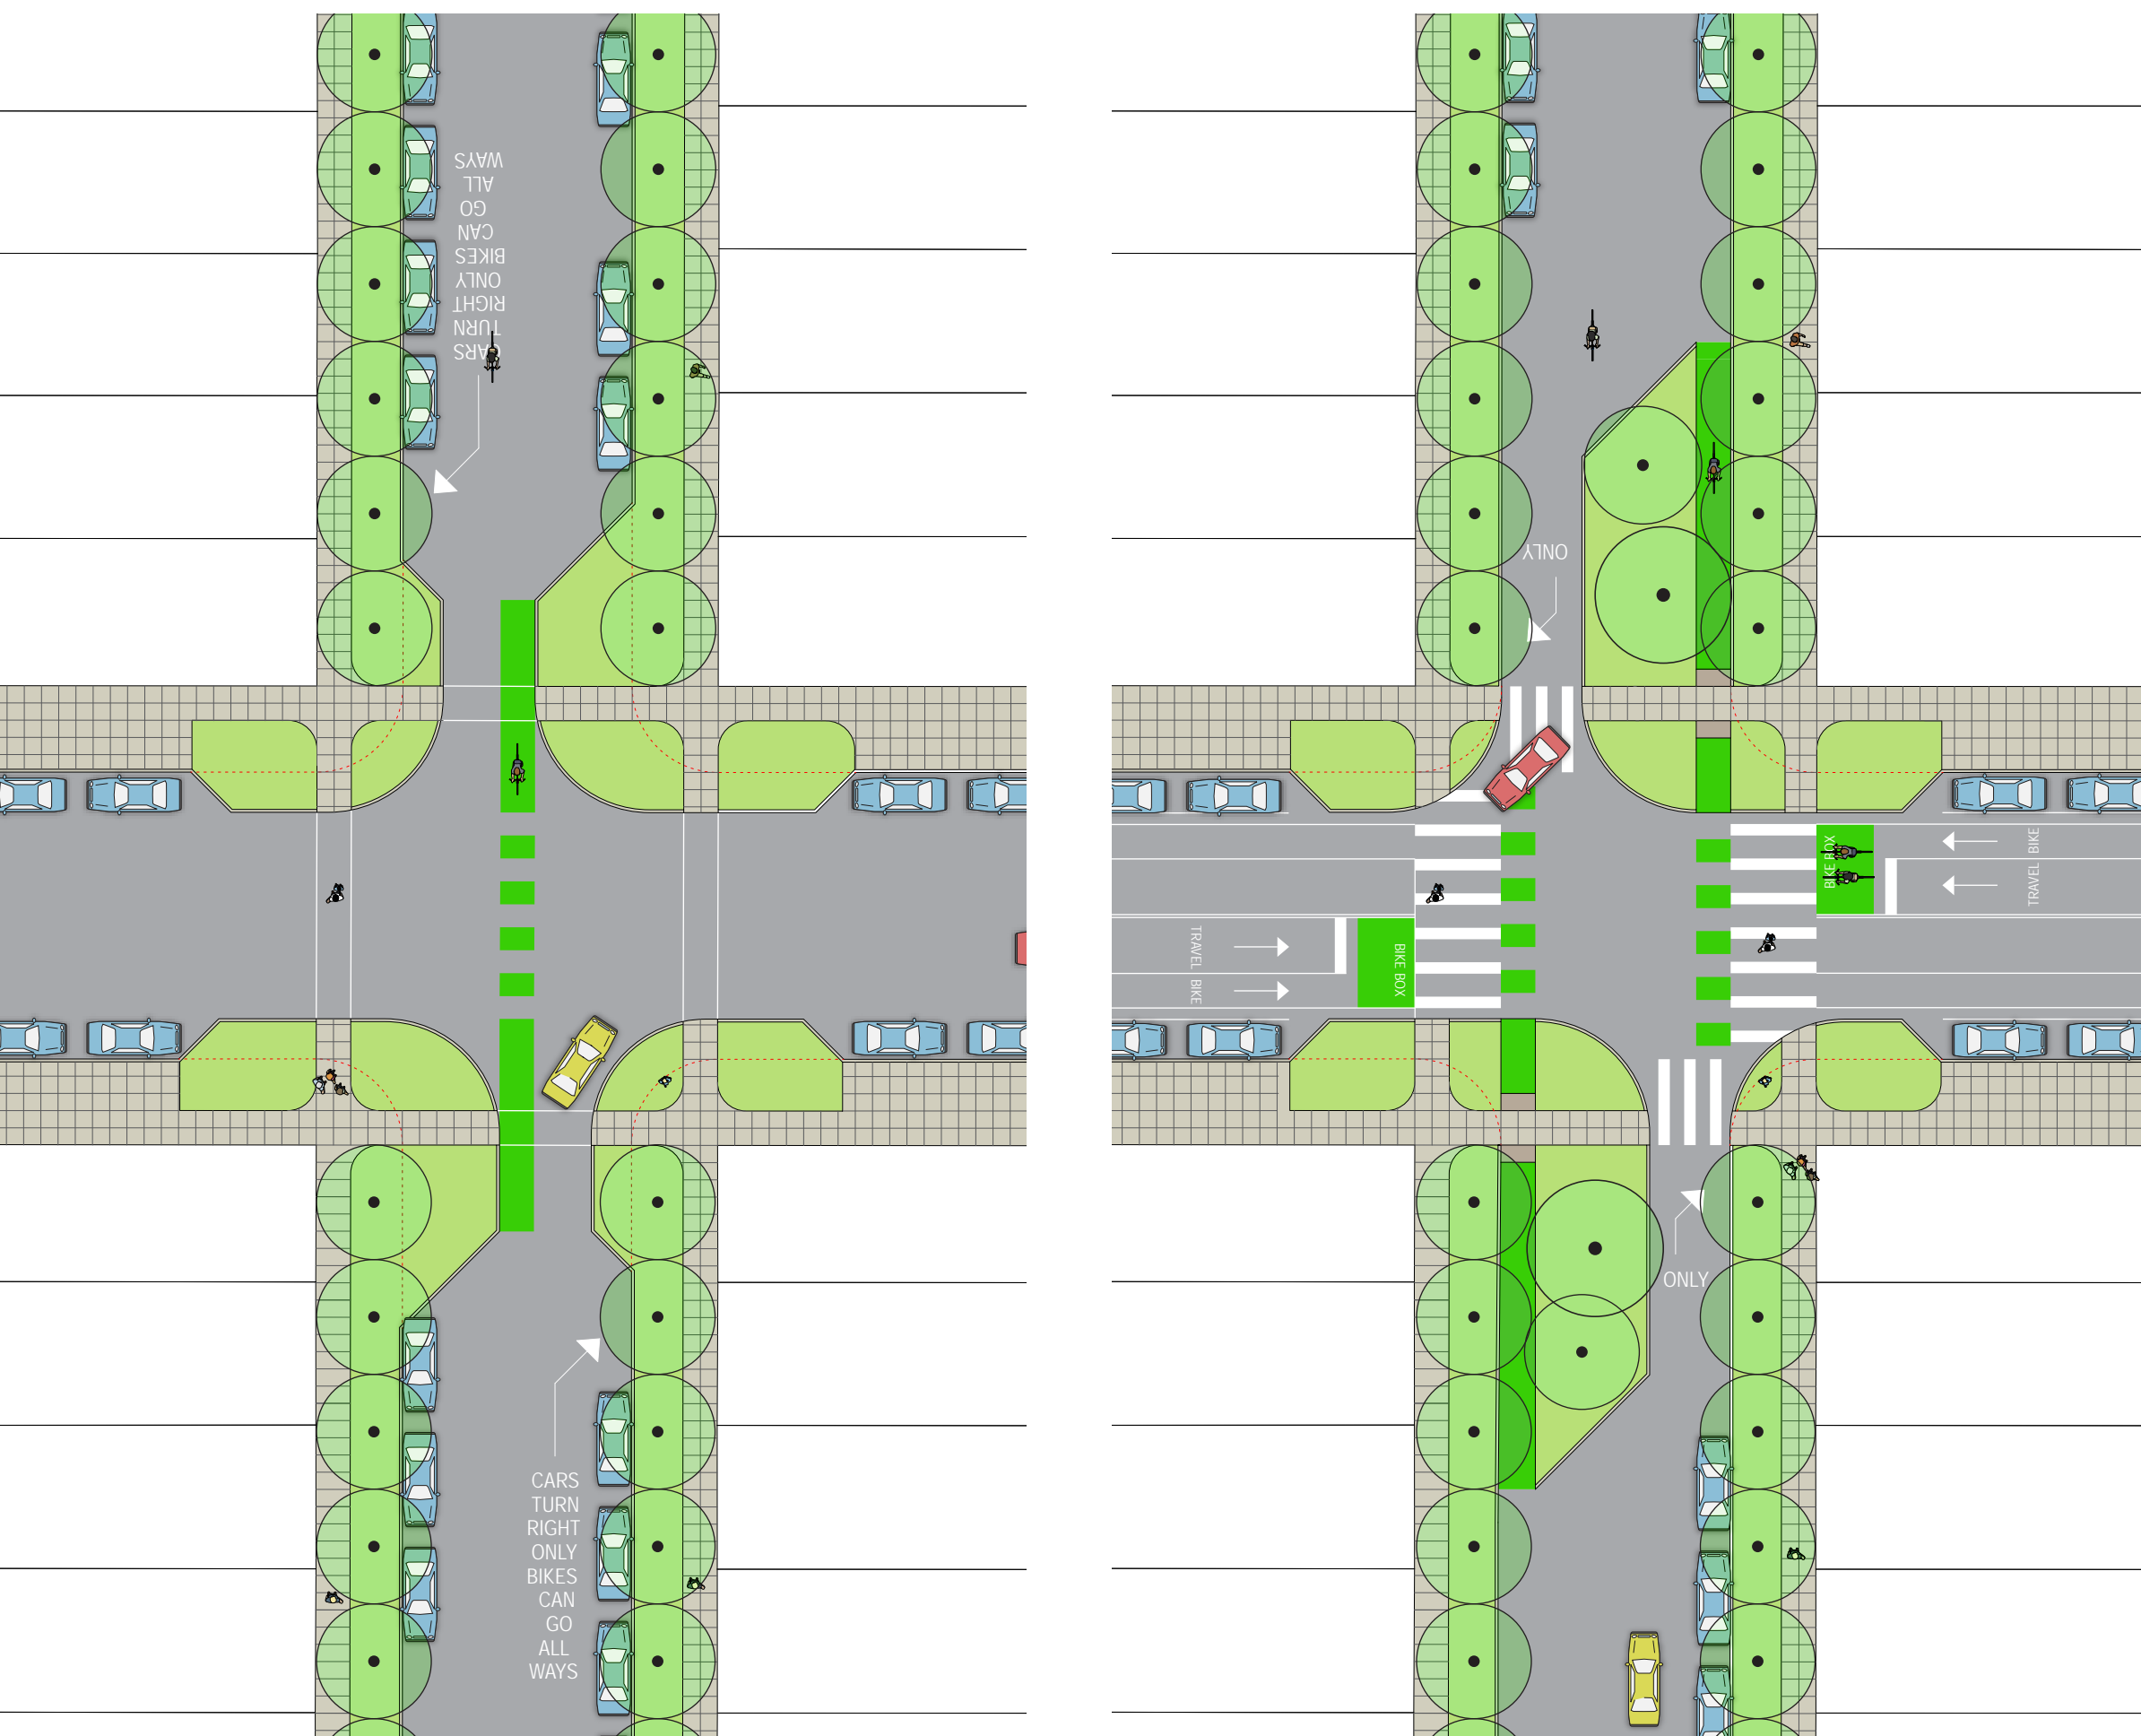 CARS
TURN
RIGHT
ONLY
BIKES
CAN
GO
ALL
WAYS
CARS
TURN
RIGHT
ONLY
BIKES
CAN
GO
ALL
WAYS
ONLY
BIKE BOX
TRAVEL BIKE
TRAVEL BIKE
BIKE BOX
ONLY